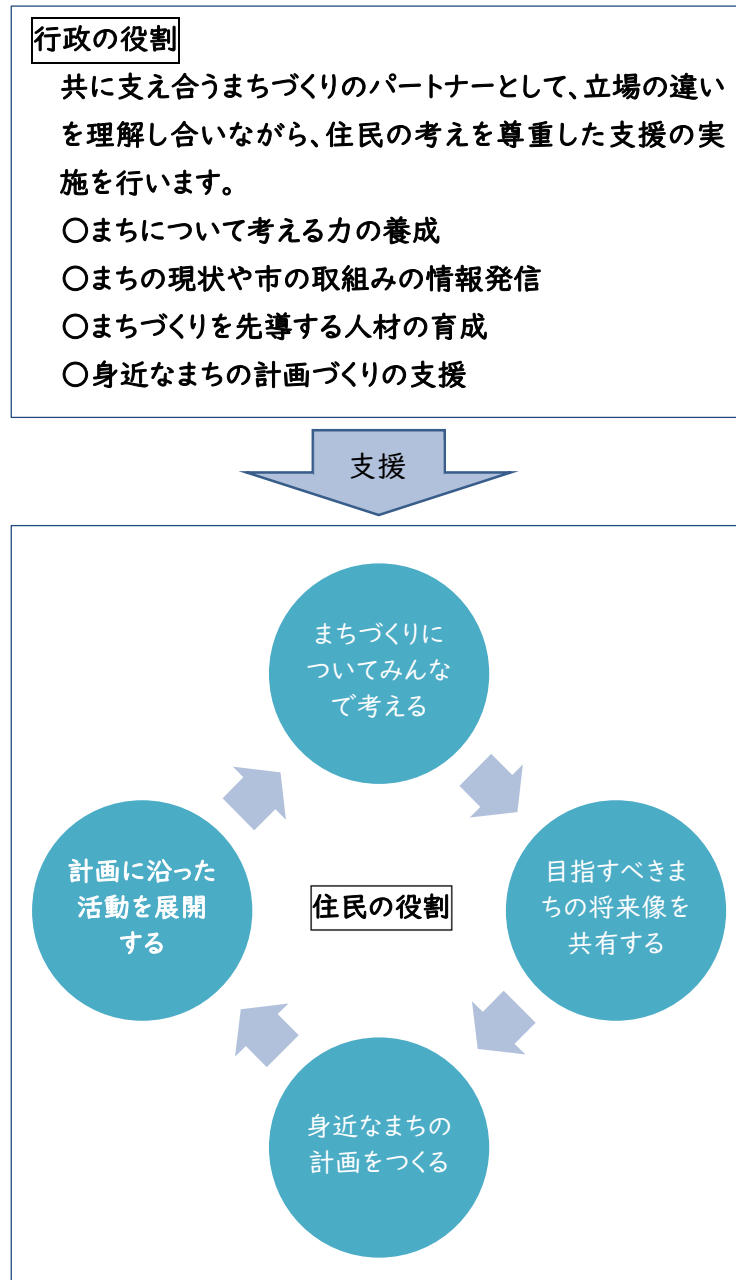 行政の役割
共に支え合うまちづくりのパートナーとして、立場の違い
を理解し合いながら、住民の考えを尊重した支援の実
施を行います。
○まちについて考える力の養成
○まちの現状や市の取組みの情報発信
○まちづくりを先導する人材の育成
○身近なまちの計画づくりの支援
支援
まちづくりに
ついてみんな
で考える
目指すべきま
ちの将来像を
共有する
身近なまちの
計画をつくる
計画に沿った
活動を展開
する
住民の役割